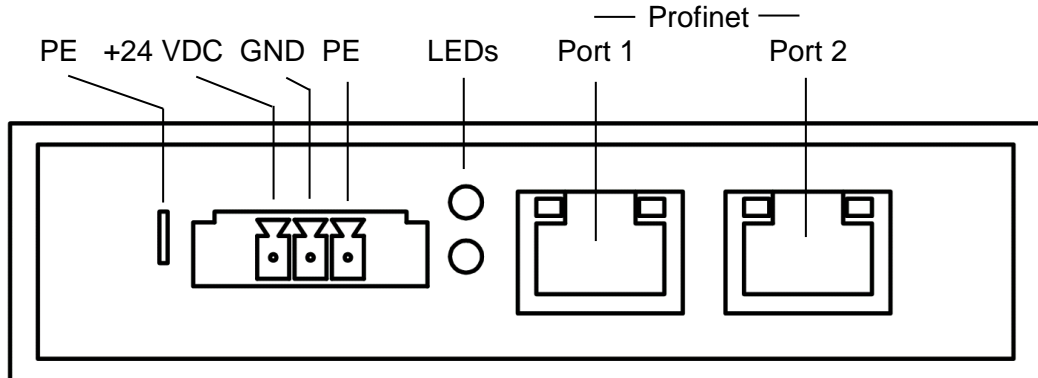 Profinet
PE +24 VDC GND PE LEDs Port 1 Port 2